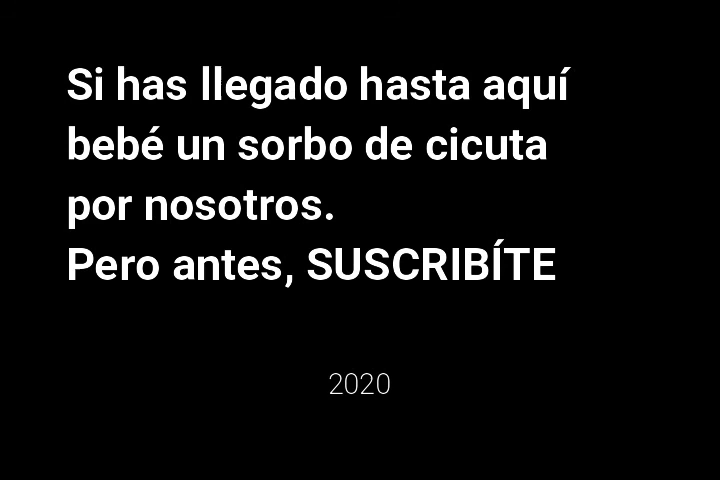 Si has llegado hasta aquí
bebé un sorbo de cicuta
por nosotros.
Pero antes, SUSCRIBÍTE
2020